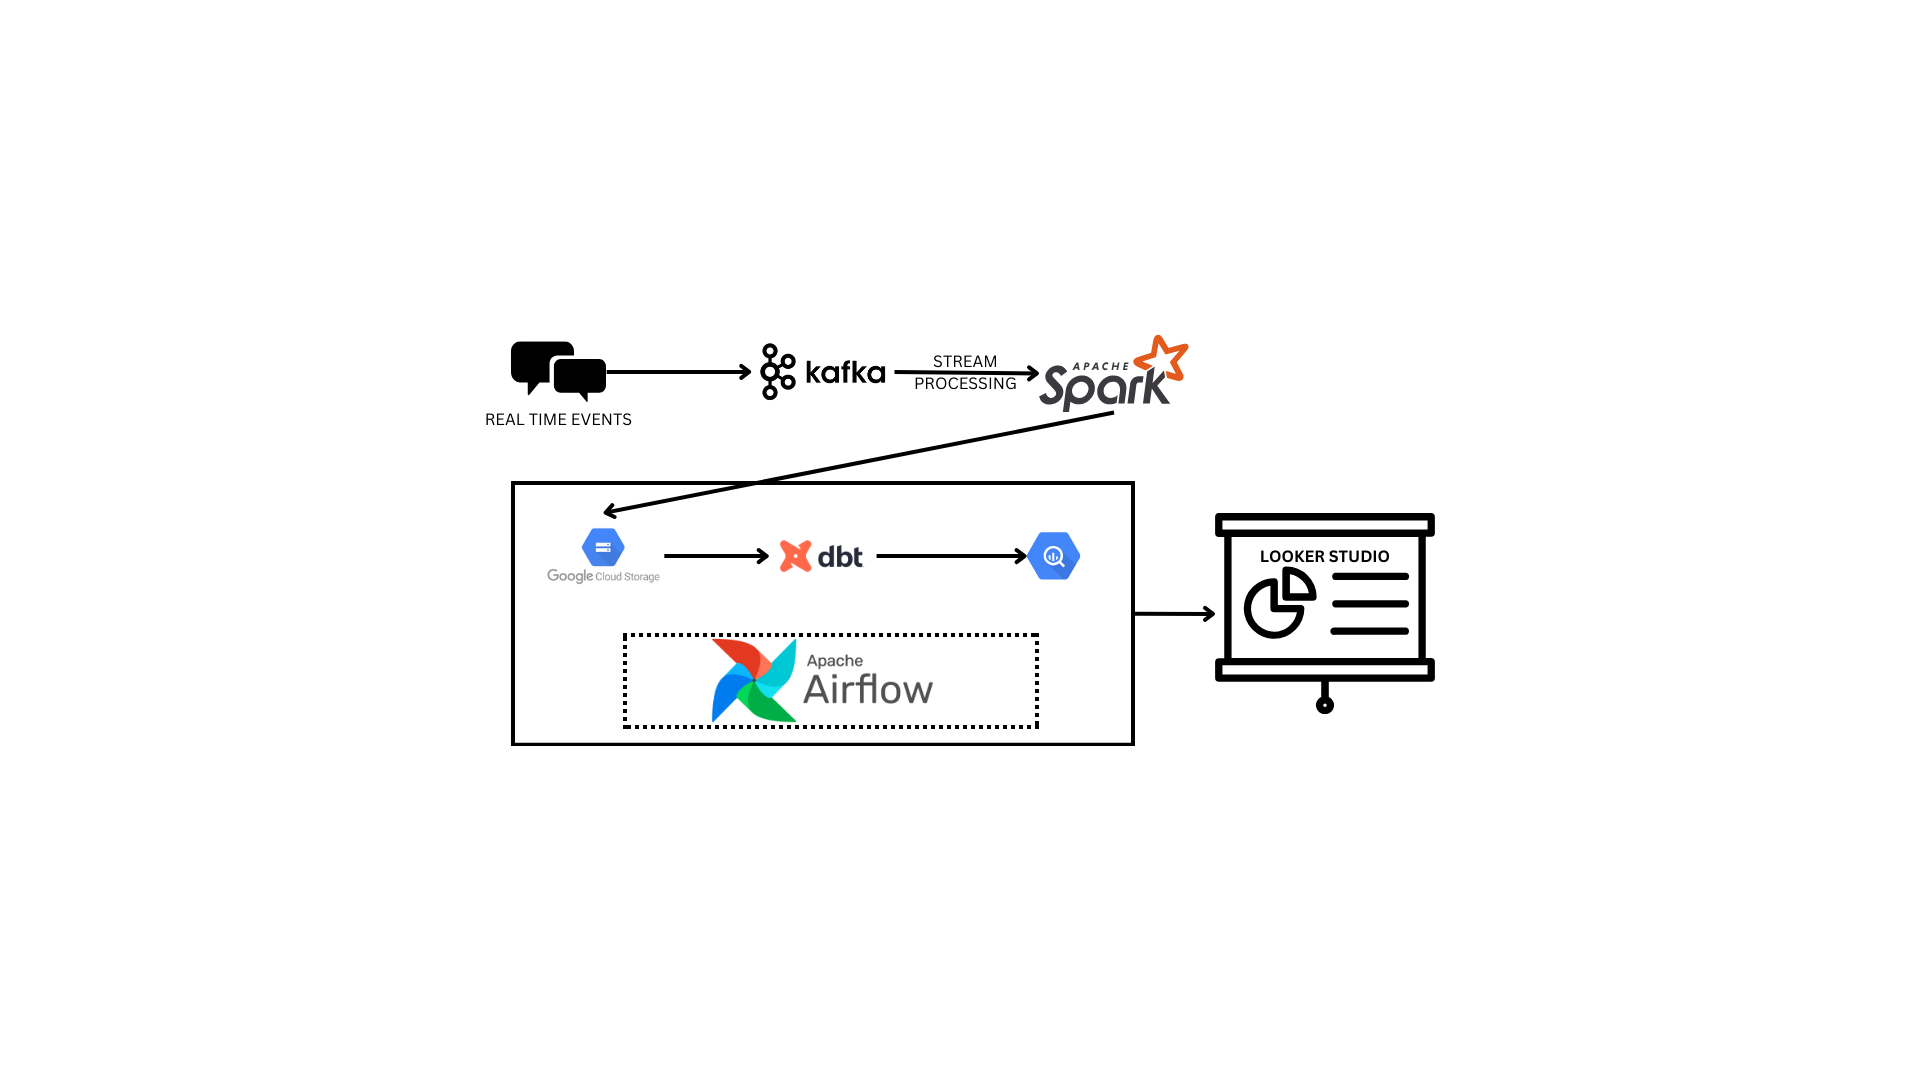 kafka
STREAM
PROCESSING
APACHE
Spark
REAL TIME EVENTS
Google Cloud Storage
dbt
LOOKER STUDIO
Apache
Airflow